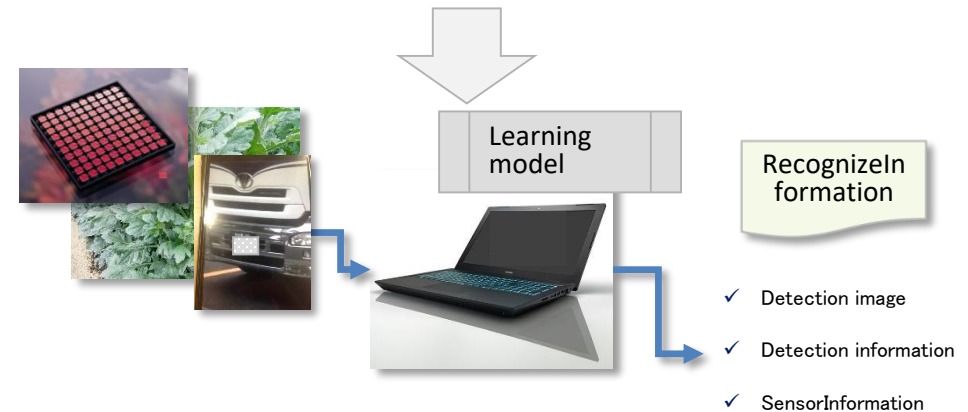 Learning
model
RecognizeIn
formation
✓ Detection image
✓ Detection information
✓ SensorInformation